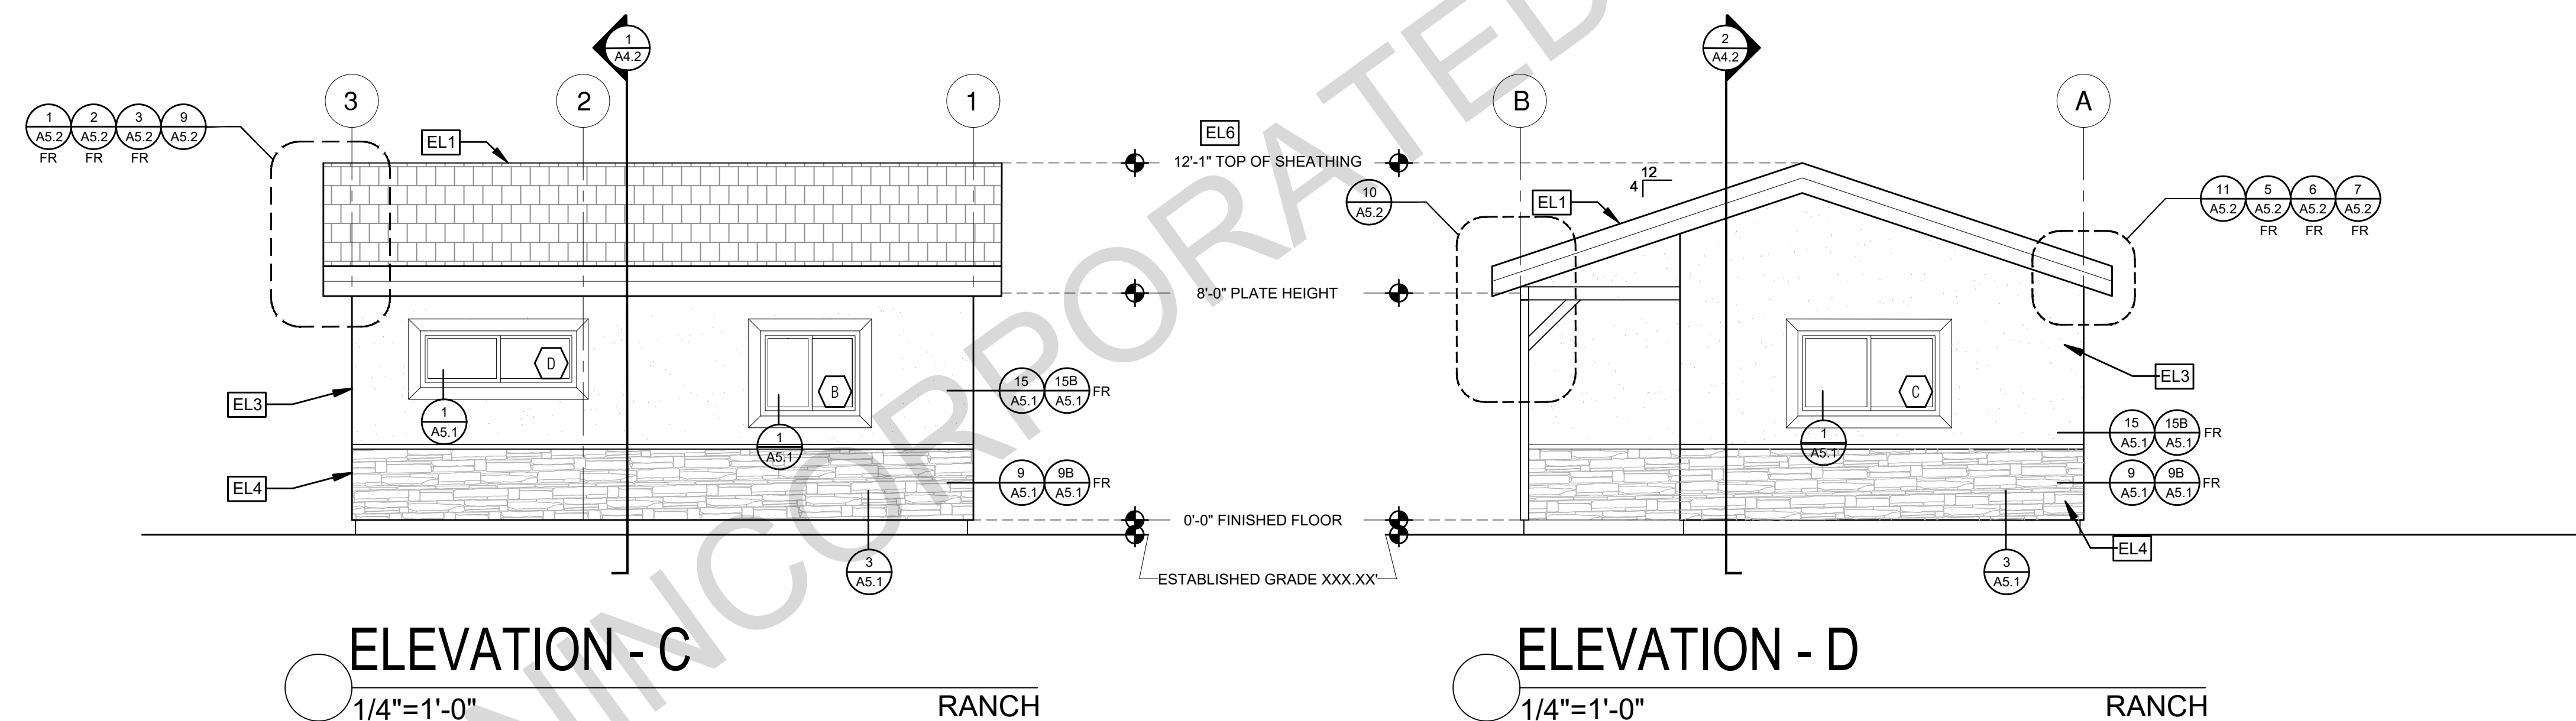 1
A4.2
3
2
1
1
A5.2
FR
2
A5.2
FR
3
A5.2
FR
9
A5.2
EL1
D
B
1
A5.1
1
A5.1
EL3
EL4
15
A5.1
15B
A5.1
FR
9
A5.1
9B
A5.1
FR
3
A5.1
EL6
12'-1" TOP OF SHEATHING
8'-0" PLATE HEIGHT
0'-0" FINISHED FLOOR
ESTABLISHED GRADE XXX.XX'
2
A4.2
B
A
10
A5.2
EL1
12
4
11
A5.2
5
A5.2
FR
6
A5.2
FR
7
A5.2
FR
C
1
A5.1
EL3
15
A5.1
15B
A5.1
FR
9
A5.1
9B
A5.1
FR
EL4
3
A5.1
ELEVATION - C
1/4"=1'-0"
RANCH
ELEVATION - D
1/4"=1'-0"
RANCH
NINCORPORATED